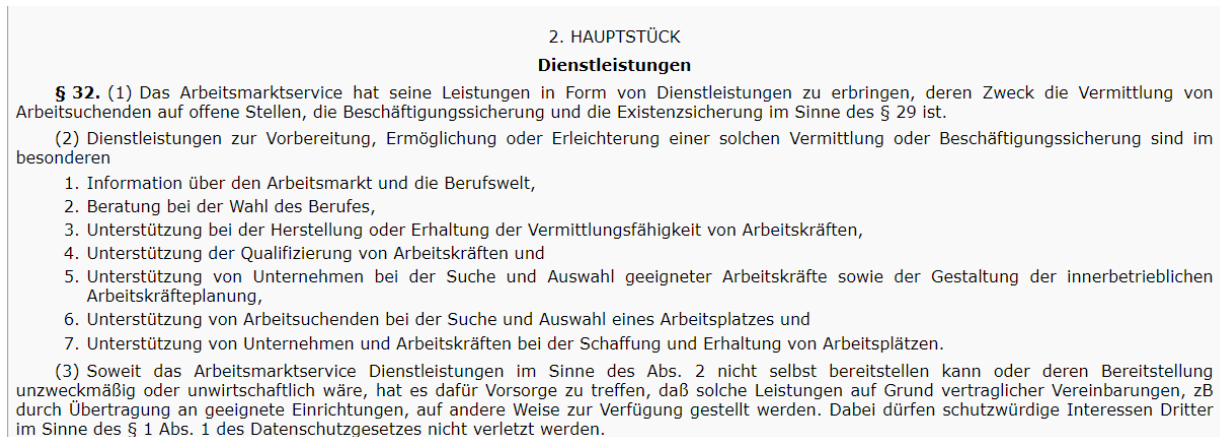 2. HAUPTSTÜCK
Dienstleistungen
§ 32. (1) Das Arbeitsmarktservice hat seine Leistungen in Form von Dienstleistungen zu erbringen, deren Zweck die Vermittlung von
Arbeitsuchenden auf offene Stellen, die Beschäftigungssicherung und die Existenzsicherung im Sinne des § 29 ist.
(2) Dienstleistungen zur Vorbereitung, Ermöglichung oder Erleichterung einer solchen Vermittlung oder Beschäftigungssicherung sind im
besonderen
1. Information über den Arbeitsmarkt und die Berufswelt,
2. Beratung bei der Wahl des Berufes,
3. Unterstützung bei der Herstellung oder Erhaltung der Vermittlungsfähigkeit von Arbeitskräften,
4. Unterstützung der Qualifizierung von Arbeitskräften und
5. Unterstützung von Unternehmen bei der Suche und Auswahl geeigneter Arbeitskräfte sowie der Gestaltung der innerbetrieblichen
Arbeitskräfteplanung,
6. Unterstützung von Arbeitsuchenden bei der Suche und Auswahl eines Arbeitsplatzes und
7. Unterstützung von Unternehmen und Arbeitskräften bei der Schaffung und Erhaltung von Arbeitsplätzen.
(3) Soweit das Arbeitsmarktservice Dienstleistungen im Sinne des Abs. 2 nicht selbst bereitstellen kann oder deren Bereitstellung
unzweckmäßig oder unwirtschaftlich wäre, hat es dafür Vorsorge zu treffen, daß solche Leistungen auf Grund vertraglicher Vereinbarungen, zB
durch Übertragung an geeignete Einrichtungen, auf andere Weise zur Verfügung gestellt werden. Dabei dürfen schutzwürdige Interessen Dritter
im Sinne des § 1 Abs. 1 des Datenschutzgesetzes nicht verletzt werden.